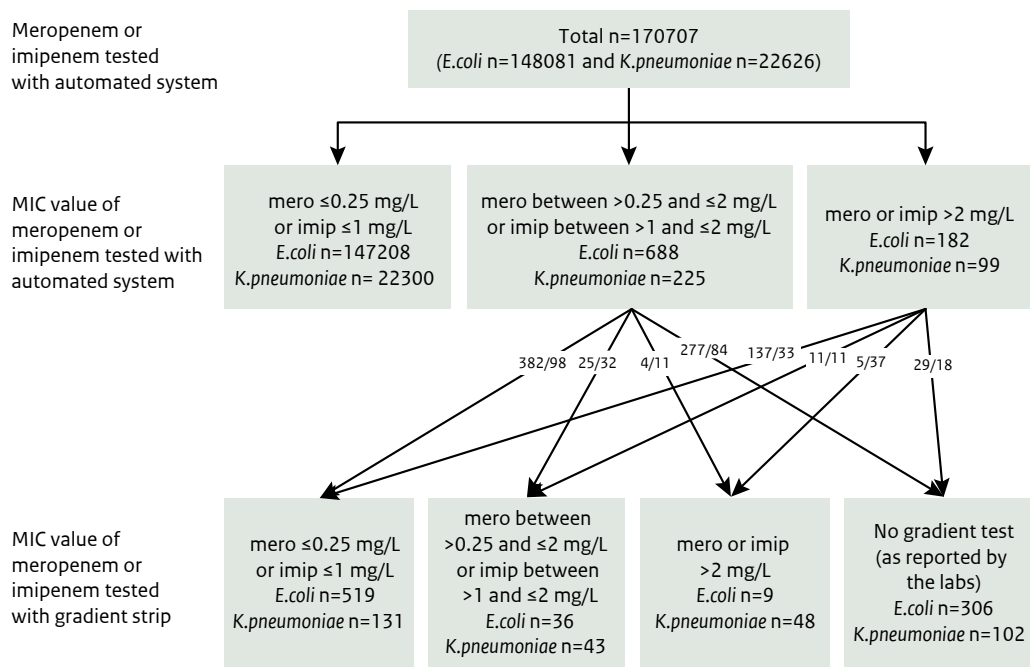 Meropenem or
imipenem tested
with automated system
Total n=170707
(E.coli n=148081 and K.pneumoniae n=22626)
MIC value of
meropenem or
imipenem tested with
automated system
mero ≤0.25 mg/L
or imip ≤1 mg/L
E.coli n=147208
K.pneumoniae n= 22300
mero between >0.25 and ≤2 mg/L
or imip between >1 and ≤2 mg/L
E.coli n=688
K.pneumoniae n=225
mero or imip >2 mg/L
E.coli n=182
K.pneumoniae n=99
382/98
25/32
4/11
277/84
137/33
11/11
5/37
29/18
MIC value of
meropenem or
imipenem tested
with gradient strip
mero ≤0.25 mg/L
or imip ≤1 mg/L
E.coli n=519
K.pneumoniae n=131
mero between
>0.25 and ≤2 mg/L
or imip between
>1 and ≤2 mg/L
E.coli n=36
K.pneumoniae n=43
mero or imip
>2 mg/L
E.coli n=9
K.pneumoniae n=48
No gradient test
(as reported by
the labs)
E.coli n=306
K.pneumoniae n=102